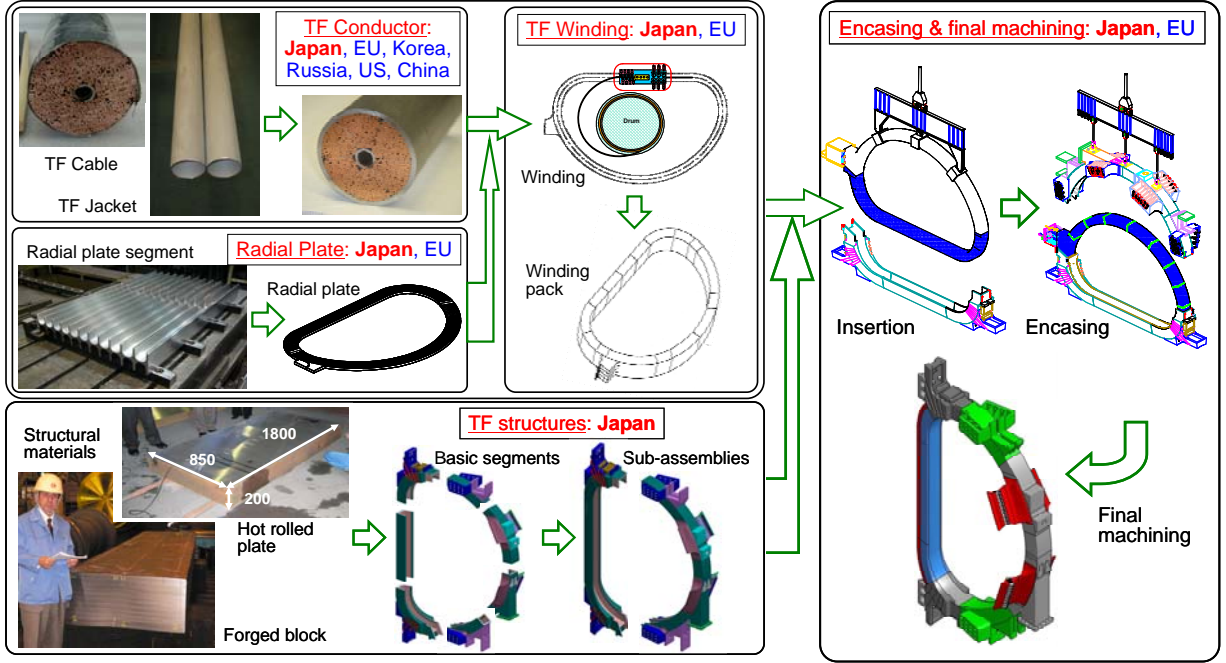 TF Conductor:
Japan, EU, Korea,
Russia, US, China
TF Cable
TF Jacket
Radial plate segment
Radial Plate: Japan, EU
Radial plate
TF Winding: Japan, EU
Drum
Winding
Winding
pack
Structural
materials
1800
850
200
Hot rolled
plate
Forged block
TF structures: Japan
Basic segments
Sub-assemblies
Encasing & final machining: Japan, EU
Insertion
Encasing
Final
machining